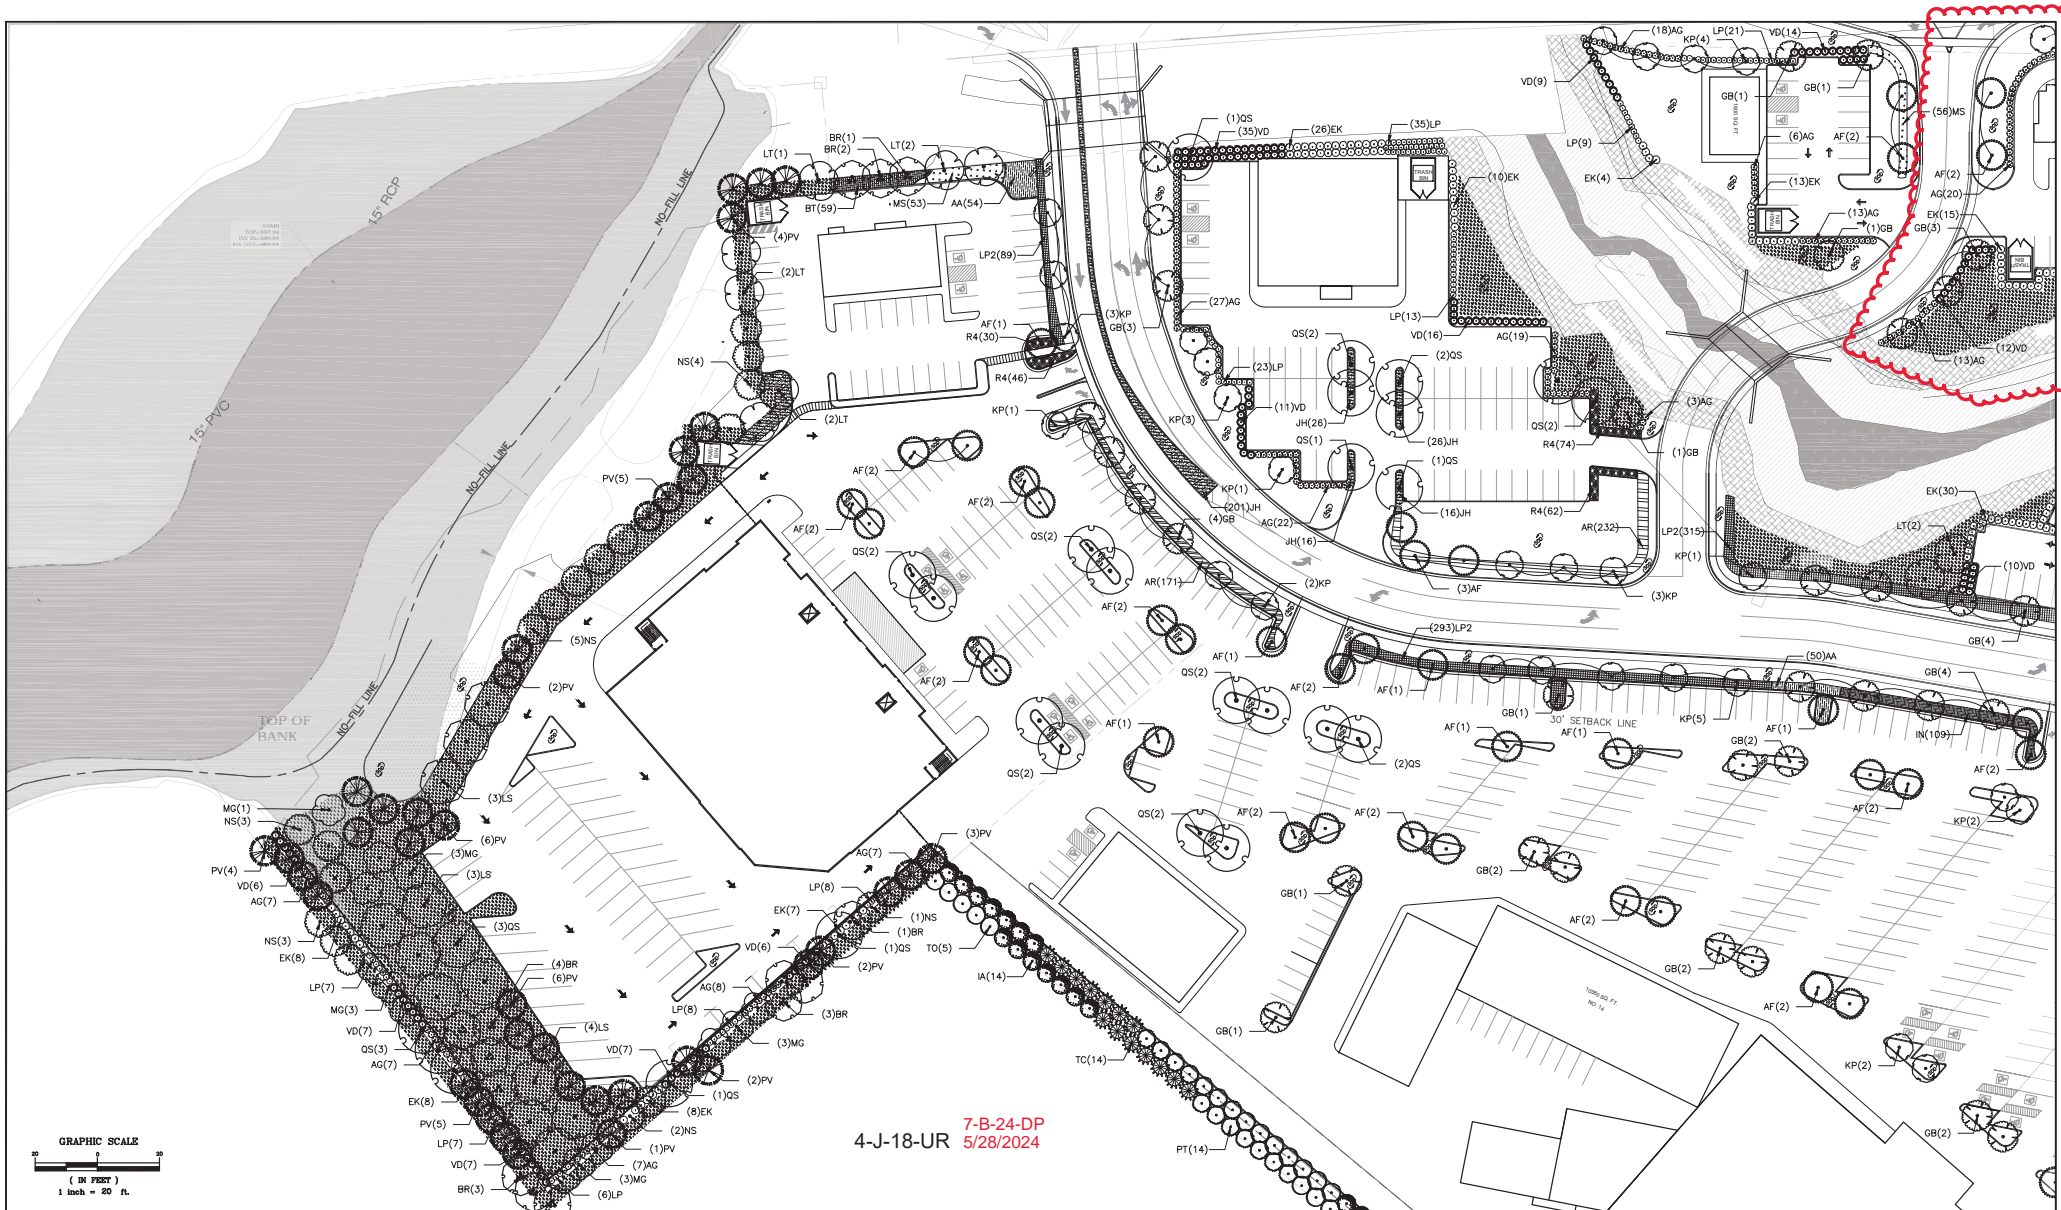 (18)AG
LP(21)
KP(4)
VD(14)
VD(9)
GB(1)
GB(1)
1800 SQ. FT.
(56)MS
LP(9)
(6)AG
AF(2)
EK(4)
(13)EK
AF(2)
AG(20)
EK(15)
GB(3)
(13)AG
(1)GB
TRASH
BIN
TRASH
BIN
(12)VD
(13)AG
(1)QS
(35)VD
(26)EK
(35)LP
TRASH
BIN
(10)EK
BR(1)
BR(2)
LT(2)
LT(1)
BT(59)
MS(53)
AA(54)
TRASH
BIN
(4)PV
LP2(89)
(2)LT
NO-FILL LINE
15" RCP
AF(1)
R4(30)
R4(46)
(3)KP
GB(3)
(27)AG
LP(13)
VD(16)
AG(19)
QS(2)
(2)QS
NS(4)
(23)LP
(11)VD
KP(3)
JH(26)
(26)JH
QS(1)
(1)QS
QS(2)
R4(74)
(3)AG
(1)GB
KP(1)
(2)LT
15" PVC
NO-FILL LINE
TRASH
BIN
PV(5)
AF(2)
AF(2)
AF(2)
KP(1)
(201)JH
(4)GB
AG(22)
JH(16)
(16)JH
R4(62)
AR(232)
LP2(315)
KP(1)
EK(30)
LT(2)
(10)VD
QS(2)
QS(2)
AR(171)
(2)KP
(3)AF
(3)KP
AF(2)
(293)LP2
GB(4)
(5)NS
(2)PV
AF(2)
AF(1)
QS(2)
AF(2)
AF(1)
(50)AA
GB(4)
NO-FILL LINE
TOP OF
BANK
GB(1)
30' SETBACK LINE
KP(5)
AF(1)
IN(109)
AF(1)
QS(2)
(2)QS
AF(1)
AF(1)
GB(2)
AF(2)
AF(2)
KP(2)
(3)LS
MG(1)
NS(3)
(6)PV
(3)MG
(3)LS
PV(4)
VD(6)
AG(7)
QS(2)
AF(2)
AF(2)
GB(2)
(3)PV
AG(7)
LP(8)
EK(7)
(1)NS
(1)BR
(1)QS
VD(6)
(2)PV
TO(5)
IA(14)
GB(1)
AF(2)
GB(2)
AF(2)
NS(3)
EK(8)
LP(7)
MG(3)
VD(7)
QS(3)
AG(7)
(3)QS
(4)BR
(6)PV
(4)LS
AG(8)
LP(8)
(3)BR
(3)MG
VD(7)
(2)PV
(1)QS
(8)EK
(2)NS
(1)PV
(7)AG
(3)MG
(6)LP
EK(8)
PV(5)
LP(7)
VD(7)
BR(3)
GB(1)
TC(14)
PT(14)
NO. 14
KP(2)
GB(2)
4-J-18-UR
7-B-24-DP
5/28/2024
GRAPHIC SCALE
20 0 20
( IN FEET )
1 inch = 20 ft.